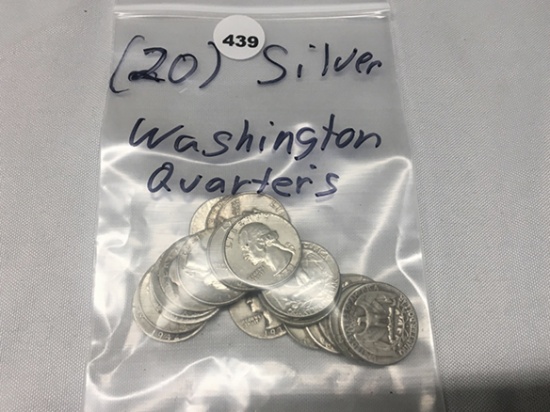 439
(20) Silver
Washington
Quarters